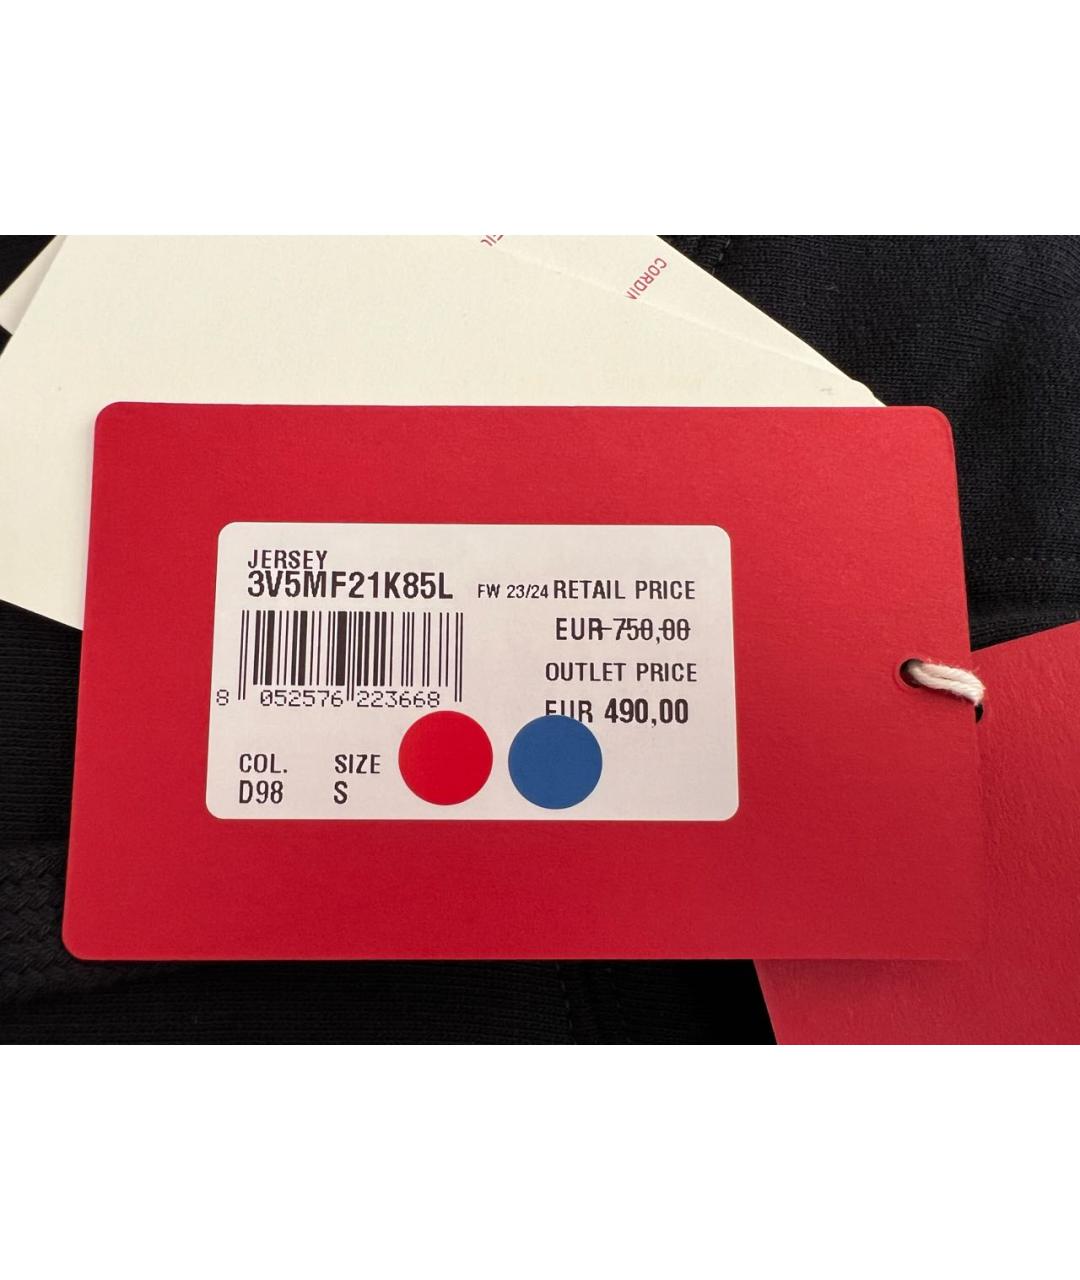 CORDIN
JERSEY
3V5MF21K85L FW 23/24 RETAIL PRICE
EUR 750,00
OUTLET PRICE
EUR 490,00
8 052576 223668
COL. SIZE
D98 S